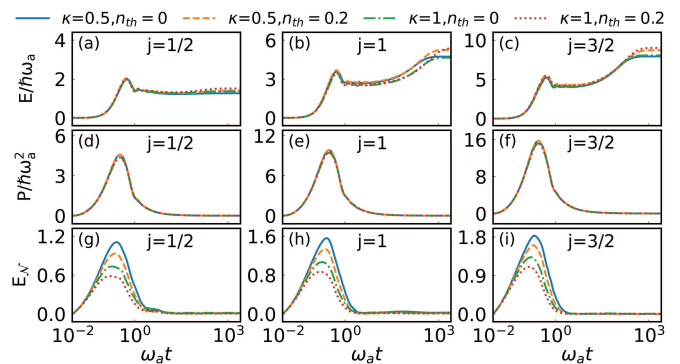 κ=0.5,n_th=0 κ=0.5,n_th=0.2 κ=1,n_th=0 κ=1,n_th=0.2
E/ħω_a
6 4 2 0
(a) j=1/2
6 4 2 0
(b) j=1
10 5 0
(c) j=3/2
P/ħω_a^2
6 3 0
(d) j=1/2
12 8 4 0
(e) j=1
16 8 0
(f) j=3/2
E_𝒩
1.2 0.6 0.0
(g) j=1/2
1.6 0.8 0.0
(h) j=1
1.8 0.9 0.0
(i) j=3/2
10^−2 10^0 10^3 10^−2 10^0 10^3 10^−2 10^0 10^3
ω_a t ω_a t ω_a t